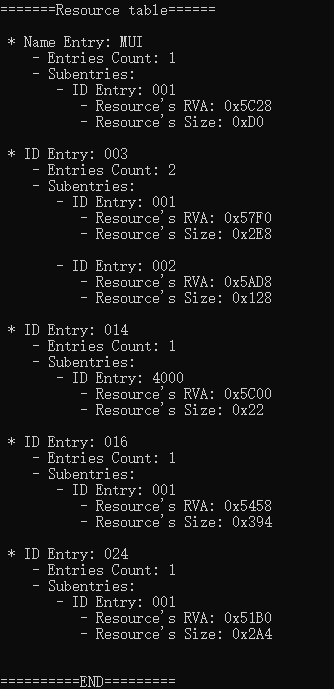 =======Resource table======
* Name Entry: MUI
- Entries Count: 1
- Subentries:
- ID Entry: 001
- Resource's RVA: 0x5C28
- Resource's Size: 0xD0
* ID Entry: 003
- Entries Count: 2
- Subentries:
- ID Entry: 001
- Resource's RVA: 0x57F0
- Resource's Size: 0x2E8
- ID Entry: 002
- Resource's RVA: 0x5AD8
- Resource's Size: 0x128
* ID Entry: 014
- Entries Count: 1
- Subentries:
- ID Entry: 4000
- Resource's RVA: 0x5C00
- Resource's Size: 0x22
* ID Entry: 016
- Entries Count: 1
- Subentries:
- ID Entry: 001
- Resource's RVA: 0x5458
- Resource's Size: 0x394
* ID Entry: 024
- Entries Count: 1
- Subentries:
- ID Entry: 001
- Resource's RVA: 0x51B0
- Resource's Size: 0x2A4
==========END=========